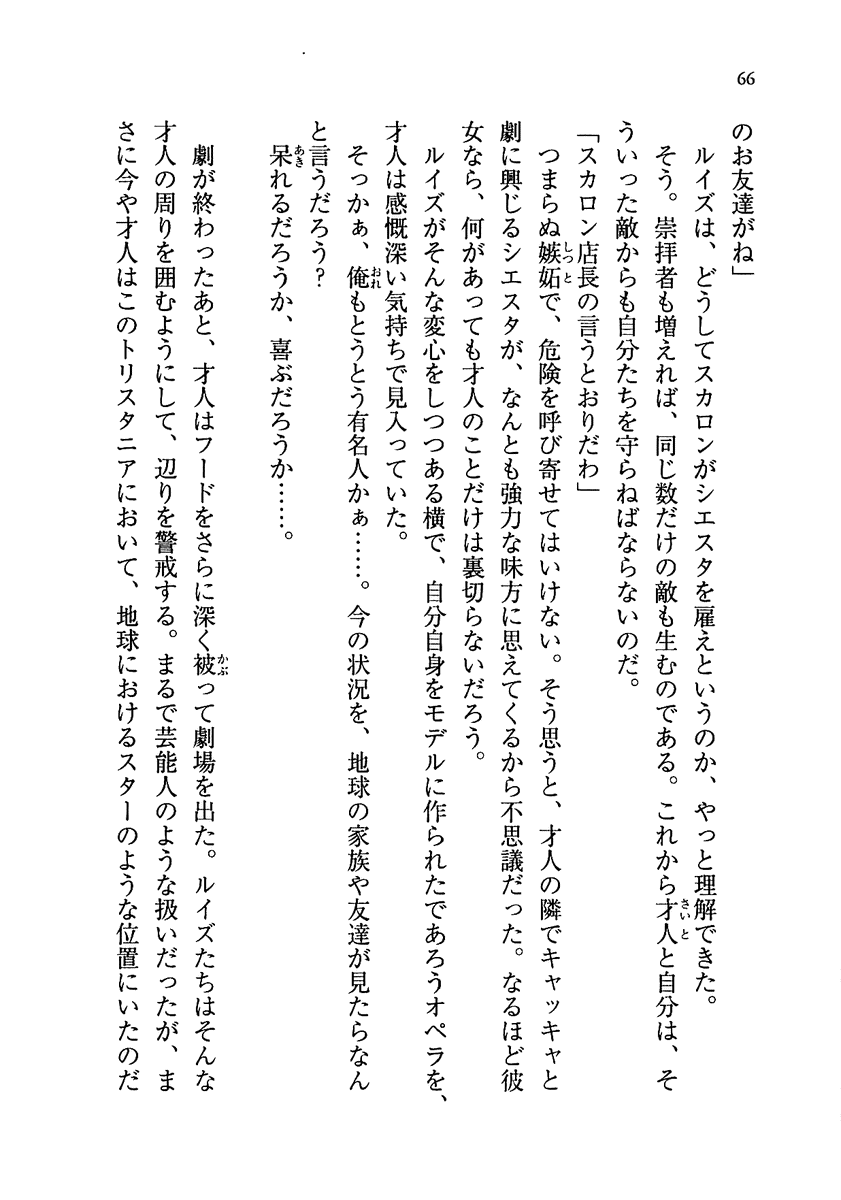 66
のお友達がね」
　ルイズは、どうしてスカロンがシエスタを雇えというのか、やっと理解できた。
　そう。崇拝者も増えれば、同じ数だけの敵も生むのである。これから才人と自分は、そ
ういった敵からも自分たちを守らねばならないのだ。
「スカロン店長の言うとおりだわ」
　つまらぬ嫉妬で、危険を呼び寄せてはいけない。そう思うと、才人の隣でキャッキャと
劇に興じるシエスタが、なんとも強力な味方に思えてくるから不思議だった。なるほど彼
女なら、何があっても才人のことだけは裏切らないだろう。
　ルイズがそんな変心をしつつある横で、自分自身をモデルに作られたであろうオペラを、
才人は感慨深い気持ちで見入っていた。
　そっかぁ、俺もとうとう有名人かぁ……。今の状況を、地球の家族や友達が見たらなん
と言うだろう？
　呆れるだろうか、喜ぶだろうか……。
　劇が終わったあと、才人はフードをさらに深く被って劇場を出た。ルイズたちはそんな
才人の周りを囲むようにして、辺りを警戒する。まるで芸能人のような扱いだったが、ま
さに今や才人はこのトリスタニアにおいて、地球におけるスターのような位置にいたのだ